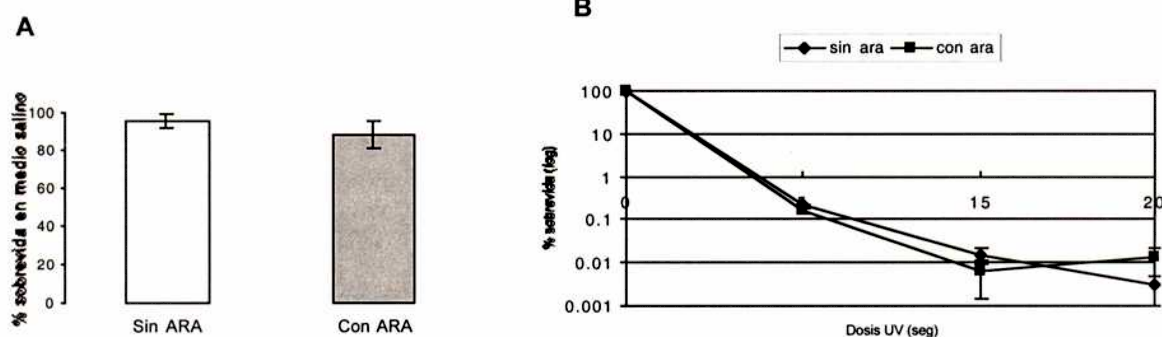 A
% sobrevida en medio salino
100
80
60
40
20
0
Sin ARA
Con ARA
B
sin ara
con ara
% sobrevida (log)
100
10
1
0.1
0.01
0.001
0
15
20
Dosis UV (seg)